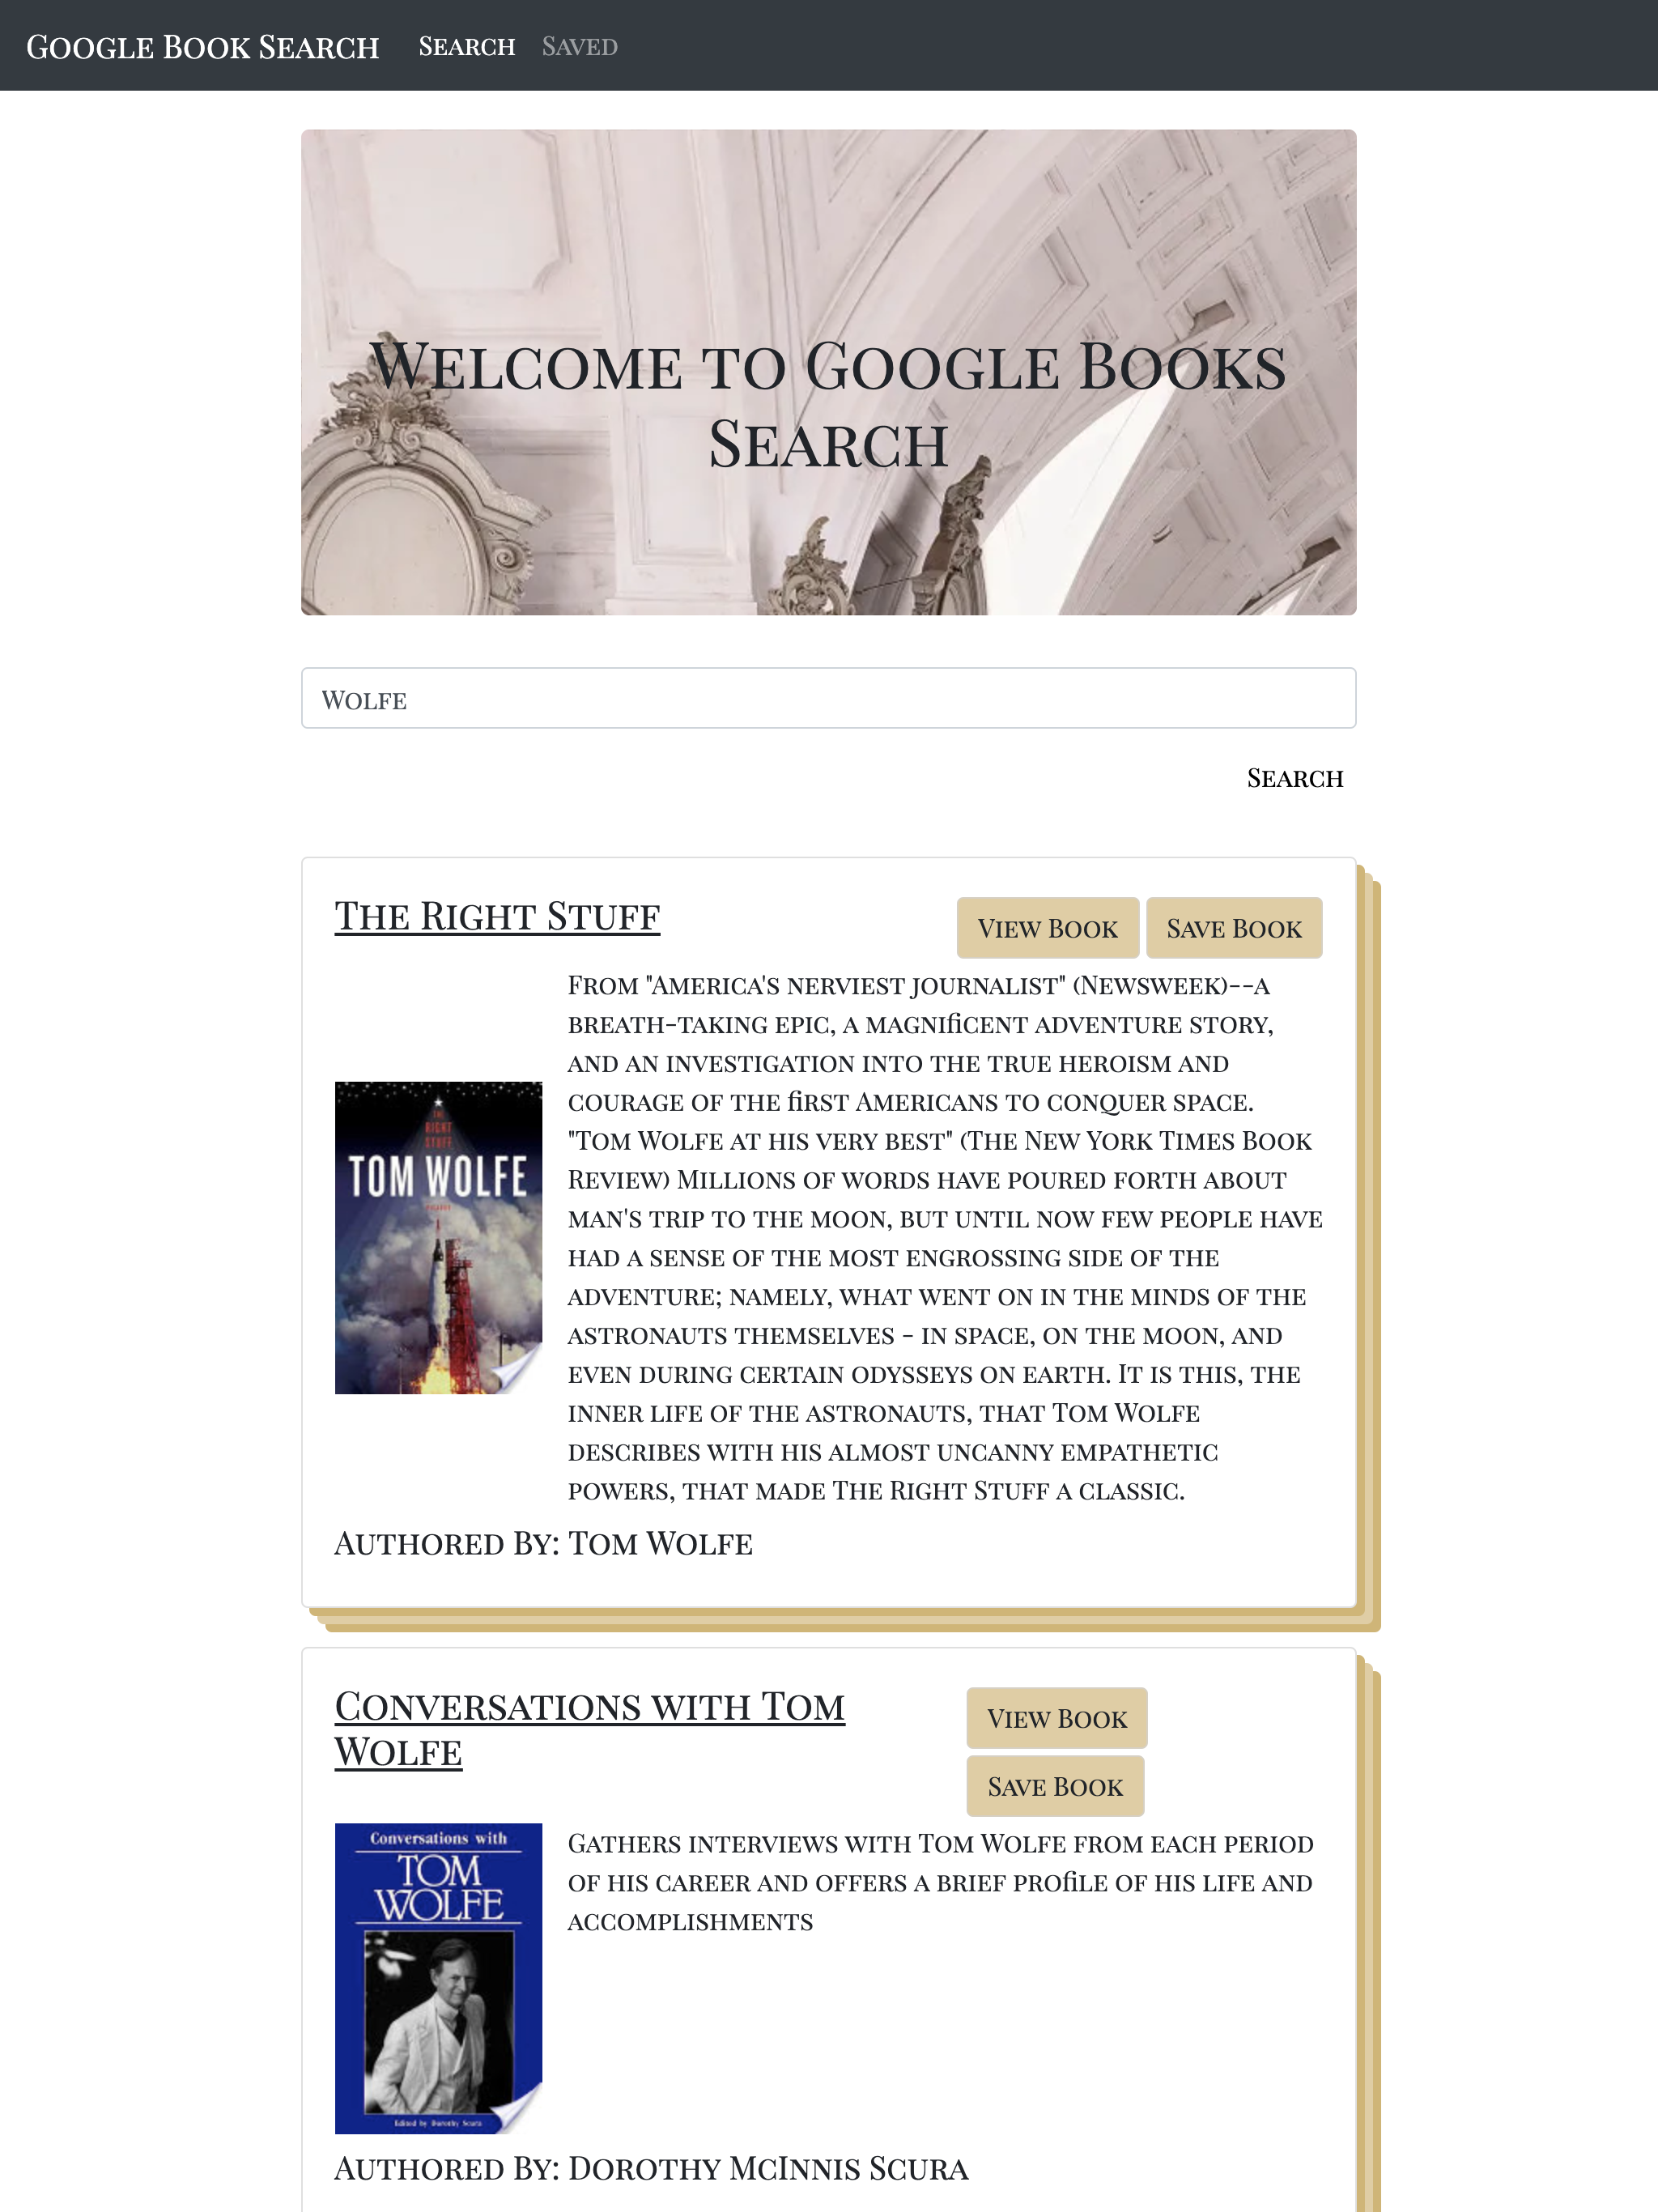 Google Book Search Search Saved
Welcome to Google Books
Search
Wolfe
Search
The Right Stuff
View Book Save Book
From "America's nerviest journalist" (Newsweek)--a
breath-taking epic, a magnificent adventure story,
and an investigation into the true heroism and
courage of the first Americans to conquer space.
"Tom Wolfe at his very best" (The New York Times Book
Review) Millions of words have poured forth about
man's trip to the moon, but until now few people have
had a sense of the most engrossing side of the
adventure; namely, what went on in the minds of the
astronauts themselves - in space, on the moon, and
even during certain odysseys on earth. It is this, the
inner life of the astronauts, that Tom Wolfe
describes with his almost uncanny empathetic
powers, that made The Right Stuff a classic.
THE
RIGHT
STUFF
TOM WOLFE
PICADOR
Authored By: Tom Wolfe
Conversations with Tom
Wolfe
View Book
Save Book
Conversations with
TOM
WOLFE
Edited by Dorothy Scura
Gathers interviews with Tom Wolfe from each period
of his career and offers a brief profile of his life and
accomplishments
Authored By: Dorothy McInnis Scura